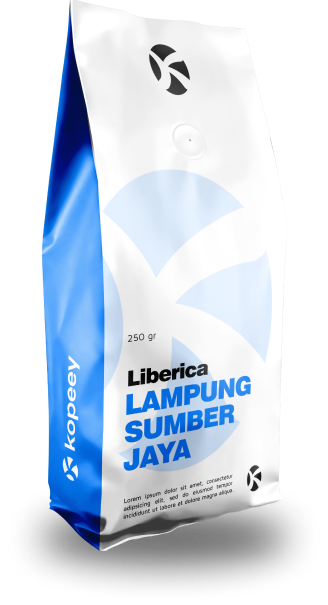 250 gr
Liberica
LAMPUNG
SUMBER
JAYA
Lorem ipsum dolor sit amet, consectetur
adipiscing elit, sed do eiusmod tempor
incididunt ut labore et dolore magna aliqua
kopeey